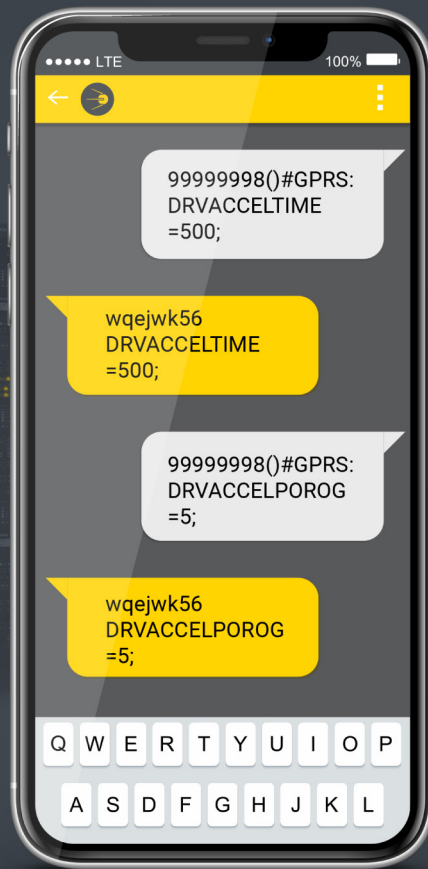 LTE 100%
99999998()#GPRS:
DRVACCELTIME
=500;
wqejwk56
DRVACCELTIME
=500;
99999998()#GPRS:
DRVACCELPOROG
=5;
wqejwk56
DRVACCELPOROG
=5;
Q W E R T Y U I O P
A S D F G H J K L